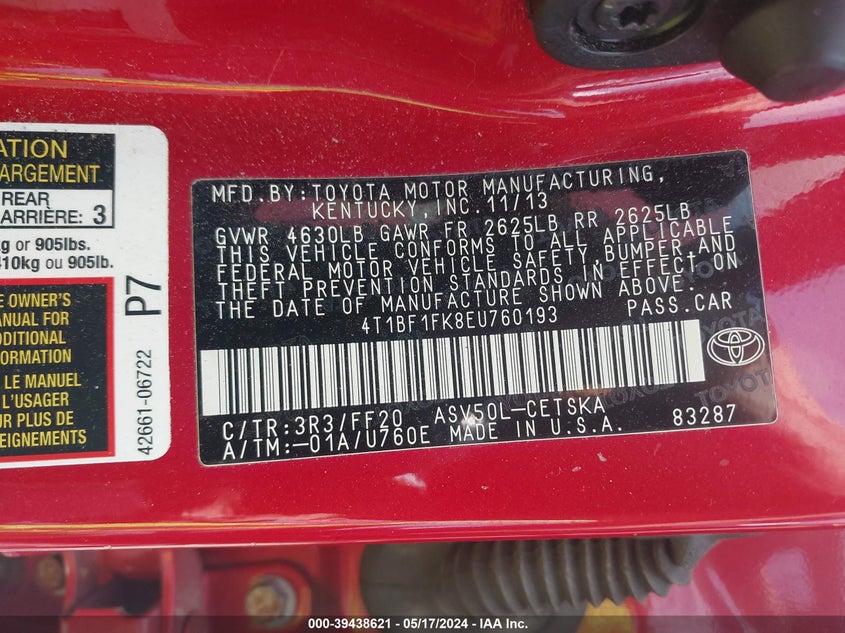 ATION
ARGEMENT
REAR
ARRIÈRE: 3
kg or 905lbs.
410kg ou 905lb.
E OWNER'S
ANUAL FOR
DDITIONAL
FORMATION
LE MANUEL
L'USAGER
UR PLUS DE
EIGNEMENTS
P7
42661-06722
MFD.BY:TOYOTA MOTOR MANUFACTURING,
KENTUCKY,INC.11/13
GVWR 4630LB GAWR FR 2625LB RR 2625LB
THIS VEHICLE CONFORMS TO ALL APPLICABLE
FEDERAL MOTOR VEHICLE SAFETY,BUMPER,AND
THEFT PREVENTION STANDARDS IN EFFECT ON
THE DATE OF MANUFACTURE SHOWN ABOVE.
4T1BF1FK8EU760193 PASS.CAR
C/TR:3R3/FF20 ASV50L-CETSKA
A/TM:-01A/U760E MADE IN U.S.A. 83287
TOYOTA
000-39438621 - 05/17/2024 - IAA Inc.